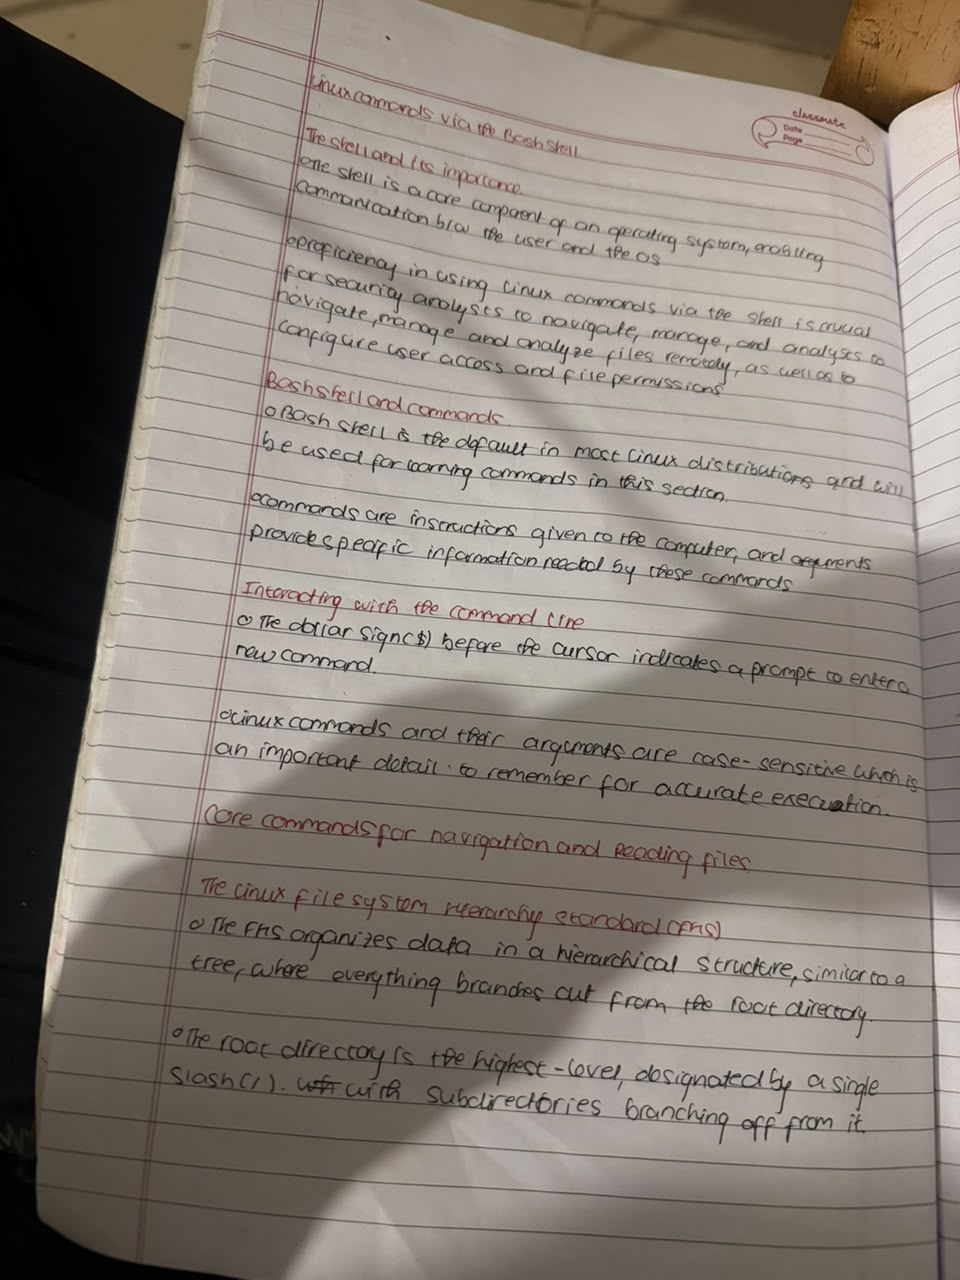 Linux commands via the Bash shell
classmate
Date
Page
The shell and its importance
o The shell is a core component of an operating system, enabling
communication b/w the user and the os
o proficiency in using Linux commands via the shell is crucial
for security analysts to navigate, manage, and analyses to
navigate, manage and analyze files remotely, as well as to
configure user access and file permissions
Bash shell and commands.
o Bash shell is the default in most Linux distributions and will
be used for learning commands in this section.
o commands are instructions given to the computer, and arguments
provide specific information needed by these commands
Interacting with the command line
o The dollar sign($) before the cursor indicates a prompt to enter a
new command.
o Linux commands and their arguments are case-sensitive which is
an important detail to remember for accurate execuation.
Core commands for navigation and Reading files
The Linux file system Hierarchy standard (FHS)
o The FHS organizes data in a hierarchical structure, similar to a
tree, where everything branches out from the root directory.
o The root directory is the highest-level, designated by a single
slash(/). with subdirectories branching off from it.